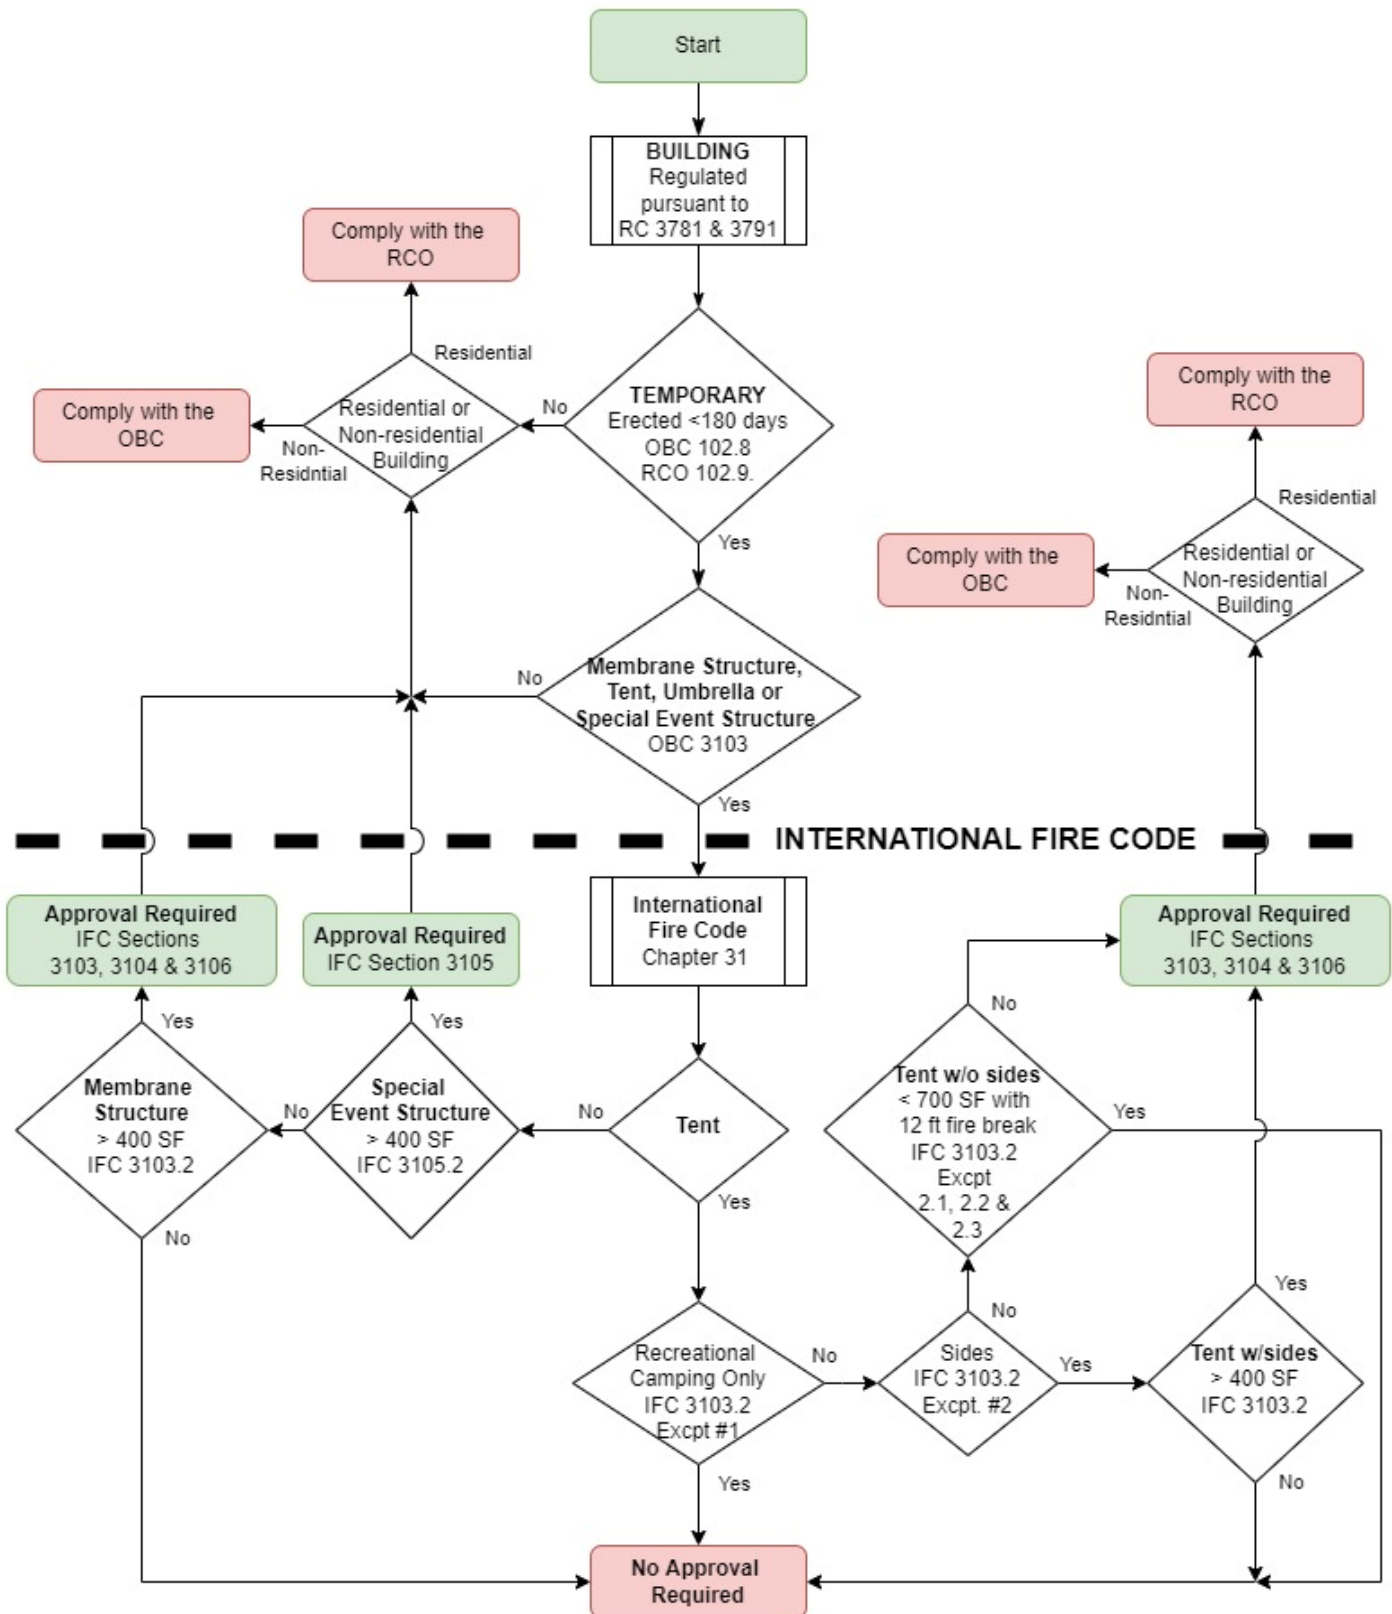 Start
BUILDING
Regulated
pursuant to
RC 3781 & 3791
Comply with the
RCO
Residential
Comply with the
OBC
Residential or
Non-residential
Building
Non-
Residntial
No
TEMPORARY
Erected <180 days
OBC 102.8
RCO 102.9.
Yes
Comply with the
RCO
Residential
Comply with the
OBC
Residential or
Non-residential
Building
Non-
Residntial
No
Membrane Structure,
Tent, Umbrella or
Special Event Structure
OBC 3103
Yes
INTERNATIONAL FIRE CODE
Approval Required
IFC Sections
3103, 3104 & 3106
Approval Required
IFC Section 3105
International
Fire Code
Chapter 31
Approval Required
IFC Sections
3103, 3104 & 3106
Yes
Yes
No
Membrane
Structure
> 400 SF
IFC 3103.2
No
Special
Event Structure
> 400 SF
IFC 3105.2
No
Tent
Tent w/o sides
< 700 SF with
12 ft fire break
IFC 3103.2
Excpt
2.1, 2.2 &
2.3
Yes
No
Yes
Yes
No
Recreational
Camping Only
IFC 3103.2
Excpt #1
No
Sides
IFC 3103.2
Excpt. #2
Yes
Tent w/sides
> 400 SF
IFC 3103.2
Yes
No
No Approval
Required